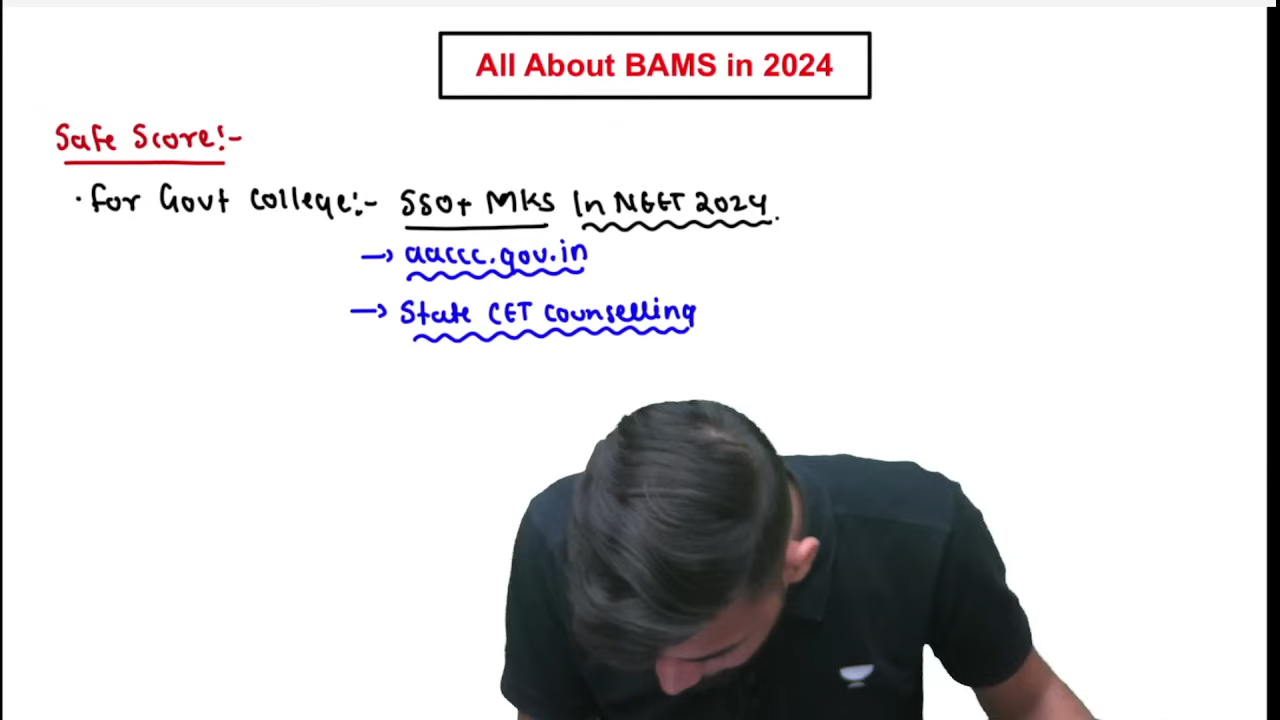 All About BAMS in 2024
Safe Score:-
• For Govt College:- 550+ MKS In NEET 2024.
→ aaccc.gov.in
→ State CET counselling